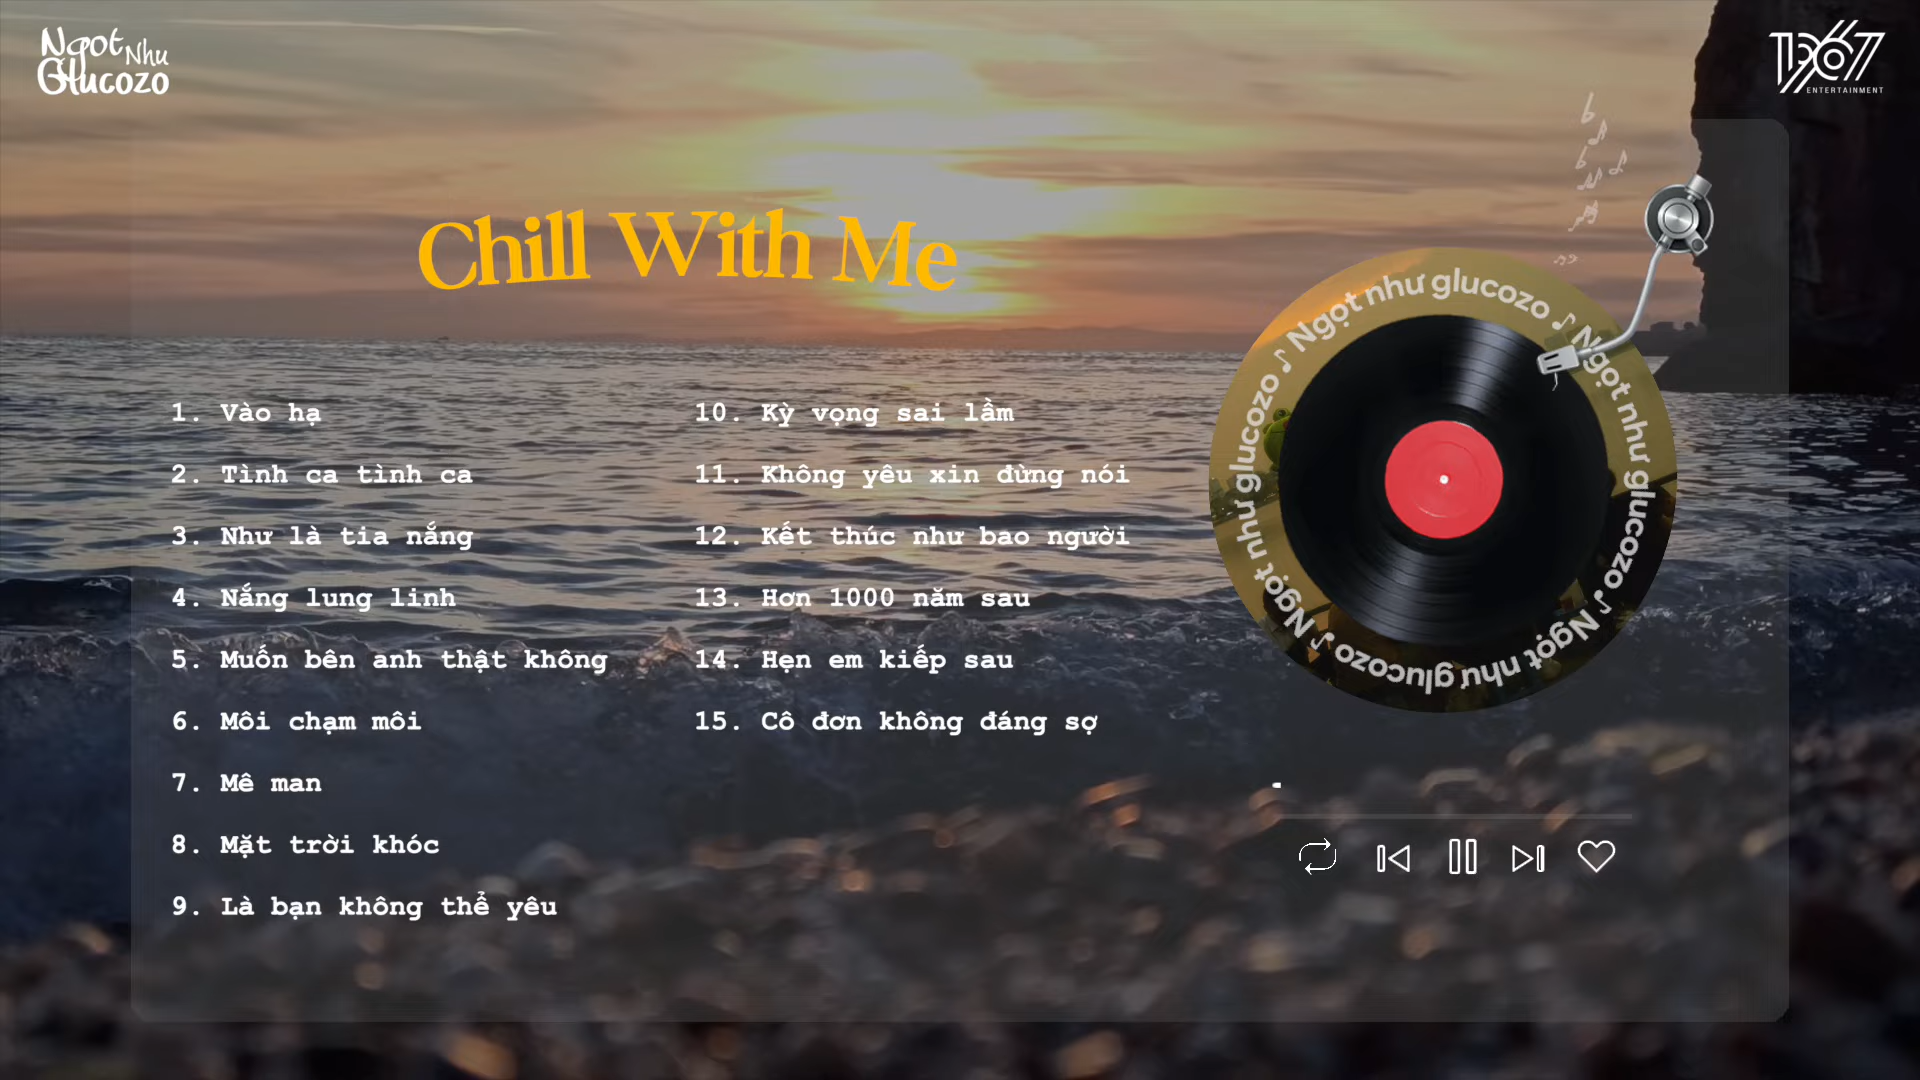 Ngọt Như
Glucozo
1967
ENTERTAINMENT
Chill With Me
1. Vào hạ
2. Tình ca tình ca
3. Như là tia nắng
4. Nắng lung linh
5. Muốn bên anh thật không
6. Môi chạm môi
7. Mê man
8. Mặt trời khóc
9. Là bạn không thể yêu
10. Kỳ vọng sai lầm
11. Không yêu xin đừng nói
12. Kết thúc như bao người
13. Hơn 1000 năm sau
14. Hẹn em kiếp sau
15. Cô đơn không đáng sợ
Ngọt như glucozo ♪ Ngọt như glucozo ♪ Ngọt như glucozo ♪ Ngọt như glucozo ♪